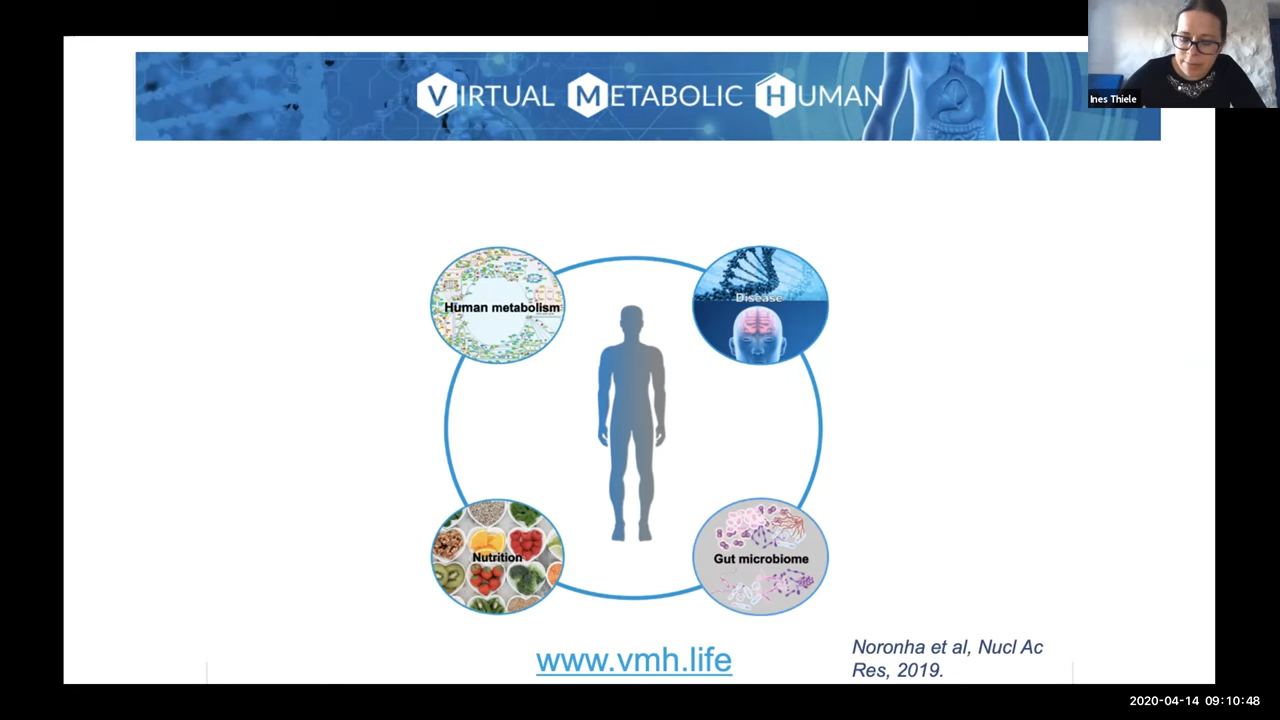 VIRTUAL METABOLIC HUMAN
Ines Thiele
Human metabolism
Disease
Nutrition
Gut microbiome
www.vmh.life
Noronha et al, Nucl Ac
Res, 2019.
2020-04-14 09:10:48